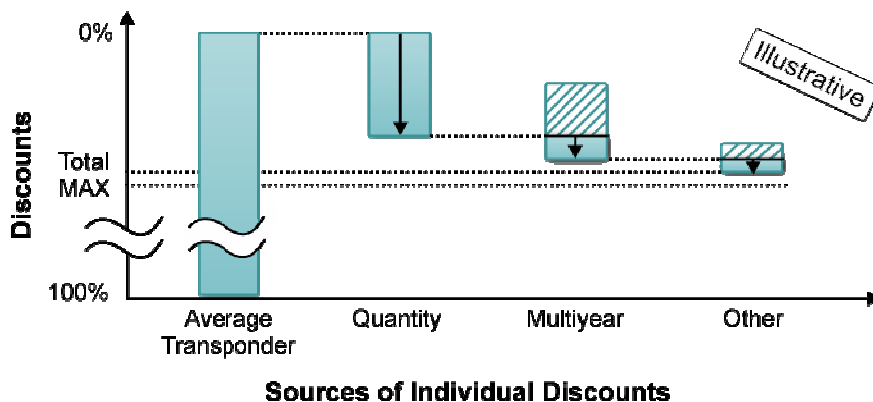 0%
Illustrative
Discounts
Total
MAX
100%
Average
Transponder
Quantity
Multiyear
Other
Sources of Individual Discounts